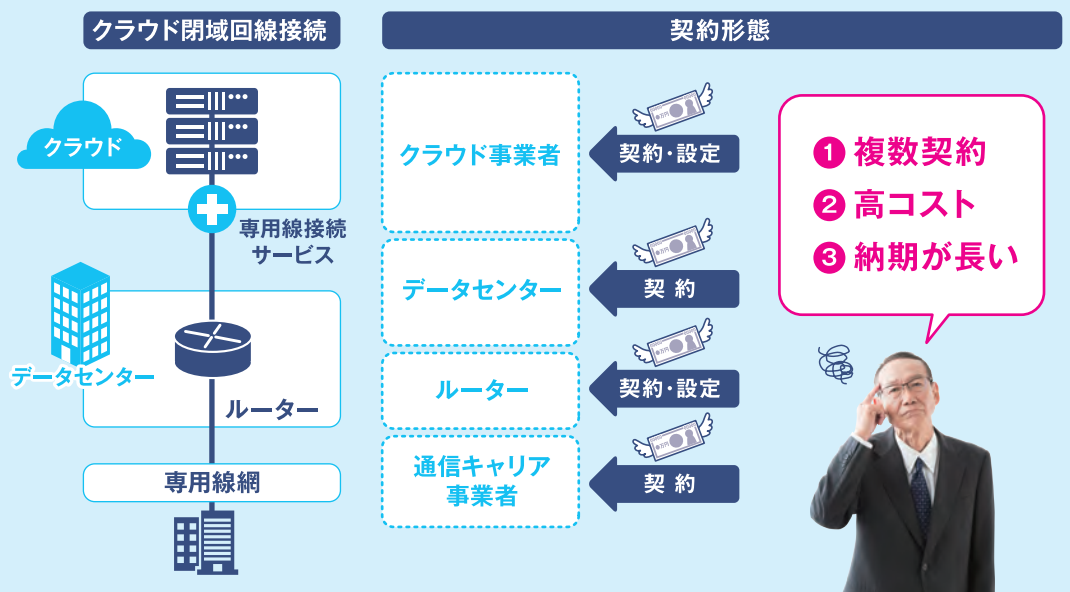 クラウド閉域回線接続
契約形態
クラウド
専用線接続
サービス
データセンター
ルーター
専用線網
クラウド事業者
契約・設定
データセンター
契 約
ルーター
契約・設定
通信キャリア
事業者
契 約
❶ 複数契約
❷ 高コスト
❸ 納期が長い